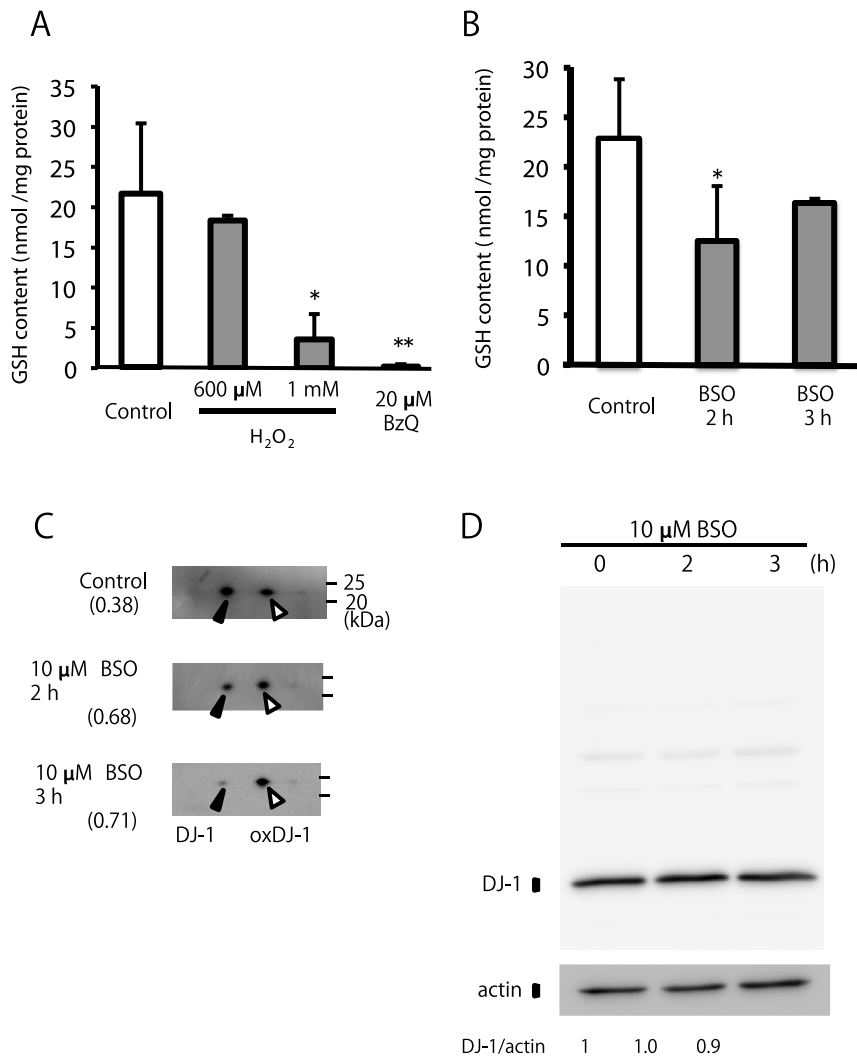 A
GSH content ( nmol /mg protein)
35
30
25
20
15
10
5
0
*
**
Control
600 µM
1 mM
20 µM
BzQ
H₂O₂
B
GSH content ( nmol /mg protein)
30
25
20
15
10
5
0
*
Control
BSO
2 h
BSO
3 h
C
Control
(0.38)
25
20
(kDa)
10 µM BSO
2 h
(0.68)
10 µM BSO
3 h
(0.71)
DJ-1 oxDJ-1
D
10 µM BSO
0 2 3 (h)
DJ-1
actin
DJ-1/actin 1 1.0 0.9